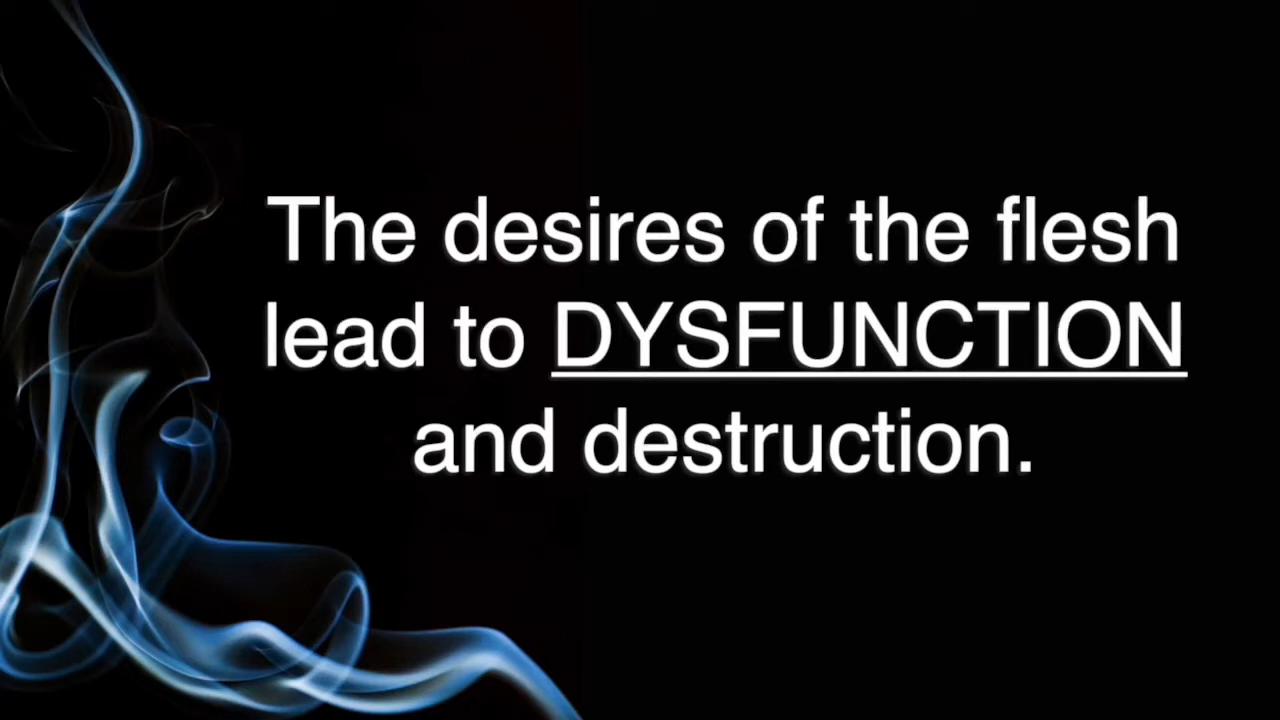 The desires of the flesh
lead to DYSFUNCTION
and destruction.